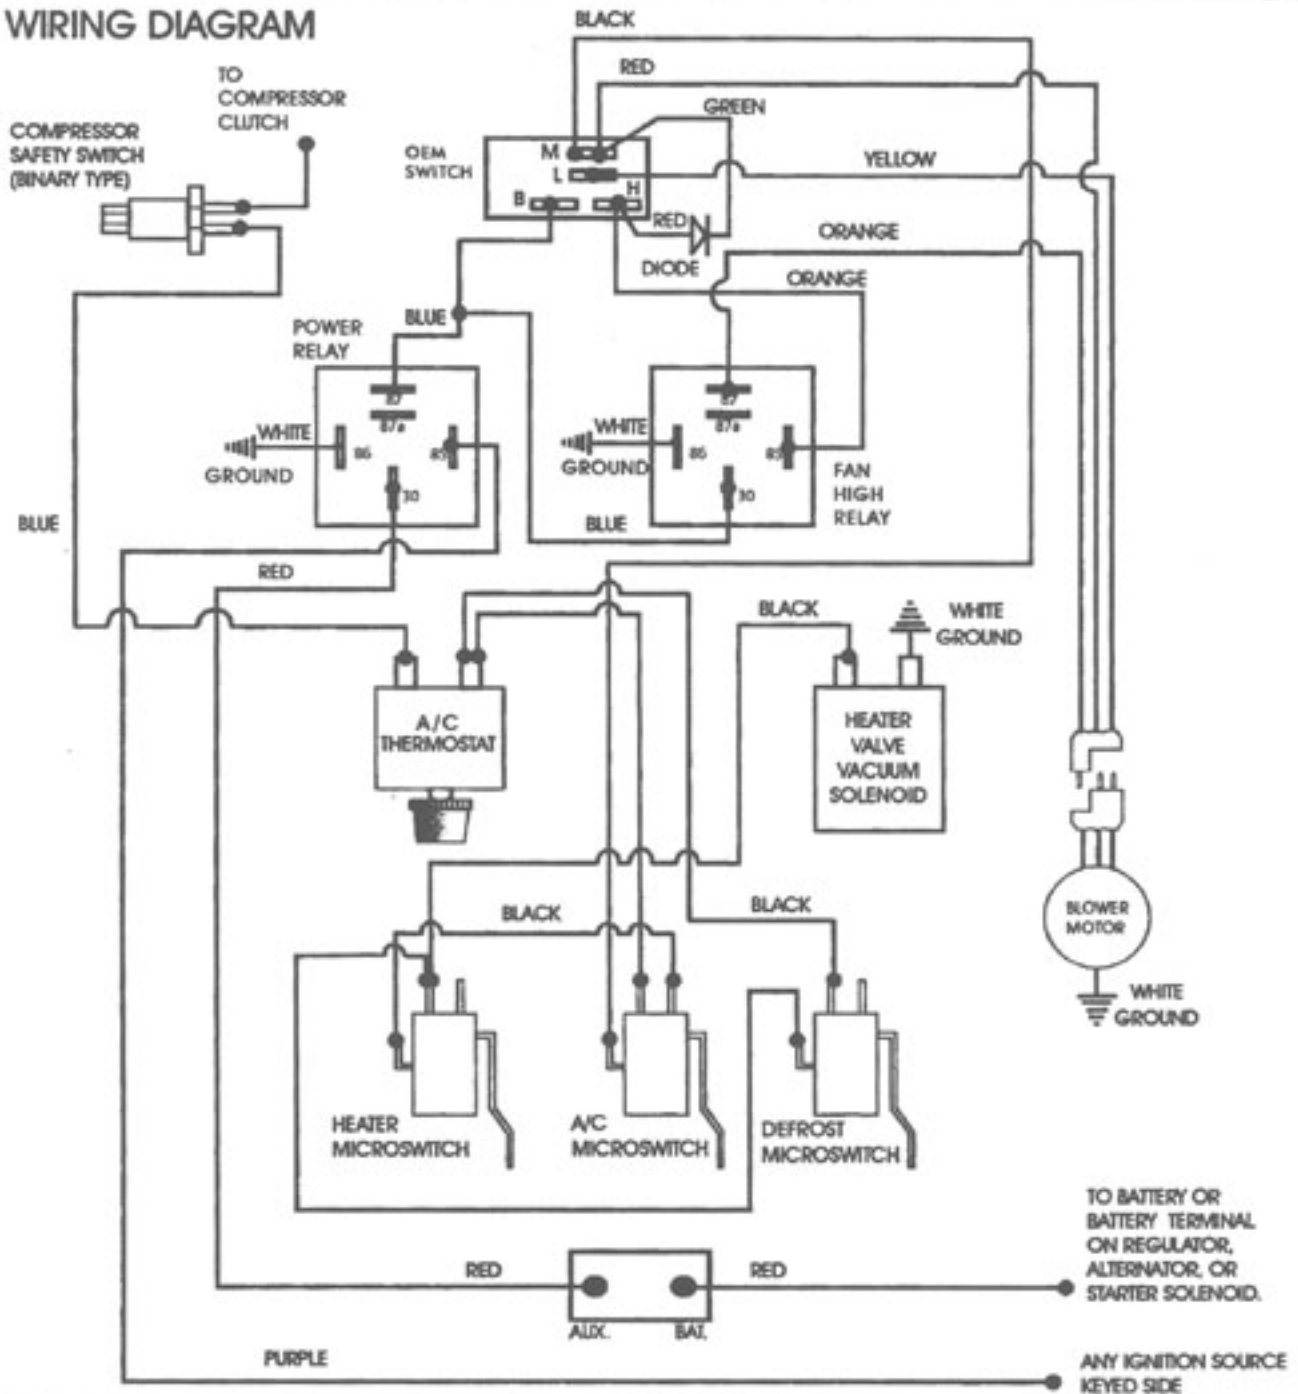 WIRING DIAGRAM
BLACK
TO
COMPRESSOR
CLUTCH
RED
GREEN
COMPRESSOR
SAFETY SWITCH
(BINARY TYPE)
OEM
SWITCH
M
L
H
B
YELLOW
RED
DIODE
ORANGE
ORANGE
BLUE
POWER
RELAY
87
87a
86
85
30
WHITE
GROUND
87
87a
86
85
30
WHITE
GROUND
FAN
HIGH
RELAY
BLUE
BLUE
RED
BLACK
WHITE
GROUND
A/C
THERMOSTAT
HEATER
VALVE
VACUUM
SOLENOID
BLACK
BLACK
BLOWER
MOTOR
WHITE
GROUND
HEATER
MICROSWITCH
A/C
MICROSWITCH
DEFROST
MICROSWITCH
TO BATTERY OR
BATTERY TERMINAL
ON REGULATOR,
ALTERNATOR, OR
STARTER SOLENOID.
RED
RED
AUX.
BAT.
PURPLE
ANY IGNITION SOURCE
KEYED SIDE